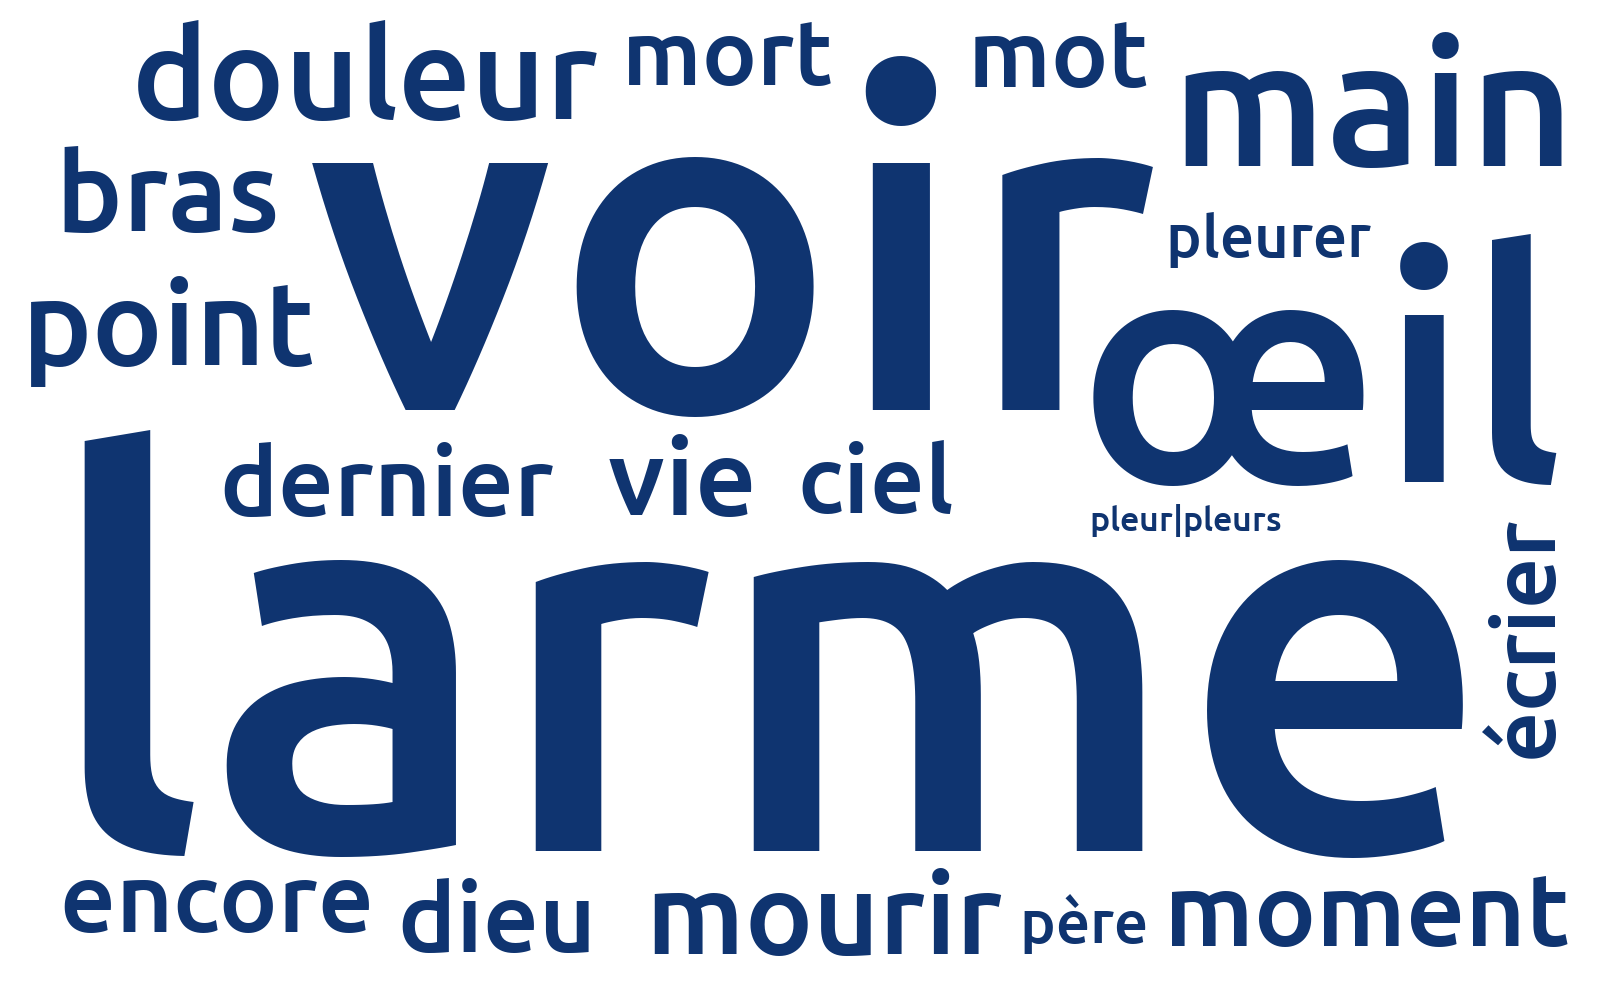 douleur mort mot main
bras voir pleurer
point œil
dernier vie ciel
pleur|pleurs
larme écrier
encore dieu mourir père moment